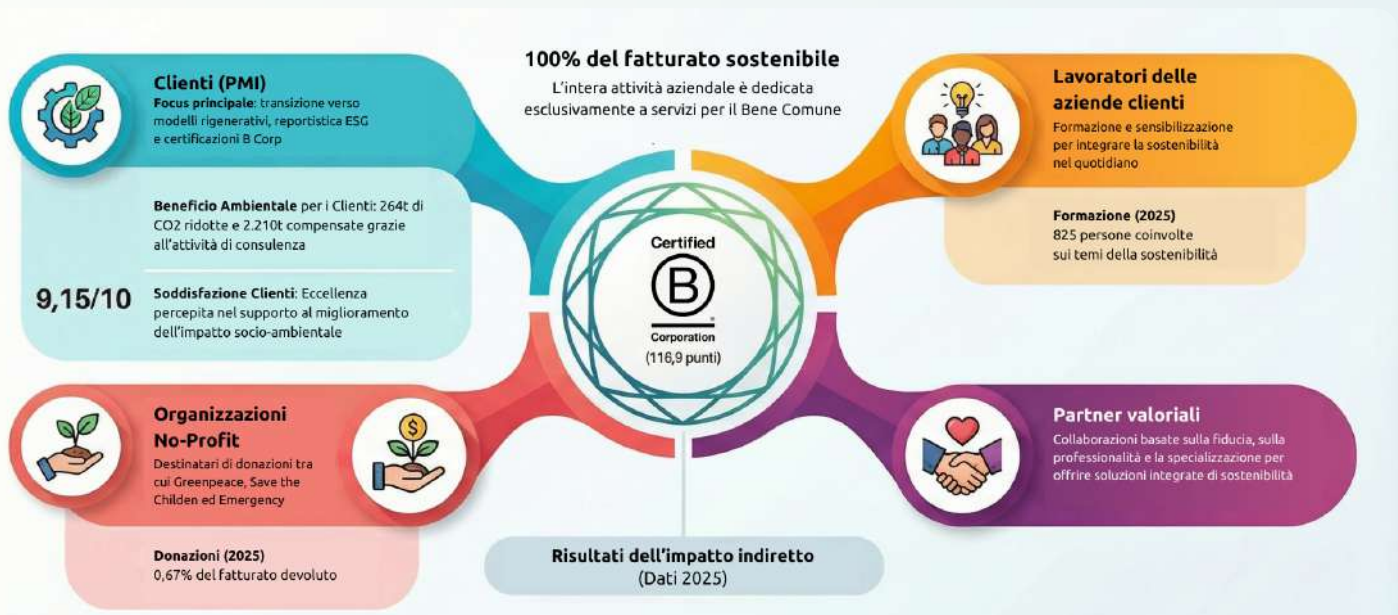 Clienti (PMI)
Focus principale: transizione verso
modelli rigenerativi, reportistica ESG
e certificazioni B Corp
Beneficio Ambientale per i Clienti: 264t di
CO2 ridotte e 2.210t compensate grazie
all'attività di consulenza
9,15/10
Soddisfazione Clienti: Eccellenza
percepita nel supporto al miglioramento
dell'impatto socio-ambientale
100% del fatturato sostenibile
L'intera attività aziendale è dedicata
esclusivamente a servizi per il Bene Comune
Lavoratori delle
aziende clienti
Formazione e sensibilizzazione
per integrare la sostenibilità
nel quotidiano
Formazione (2025)
825 persone coinvolte
sui temi della sostenibilità
Certified
B
Corporation
(116,9 punti)
Organizzazioni
No-Profit
Destinatari di donazioni tra
cui Greenpeace, Save the
Childen ed Emergency
$
Donazioni (2025)
0,67% del fatturato devoluto
Partner valoriali
Collaborazioni basate sulla fiducia, sulla
professionalità e la specializzazione per
offrire soluzioni integrate di sostenibilità
Risultati dell'impatto indiretto
(Dati 2025)